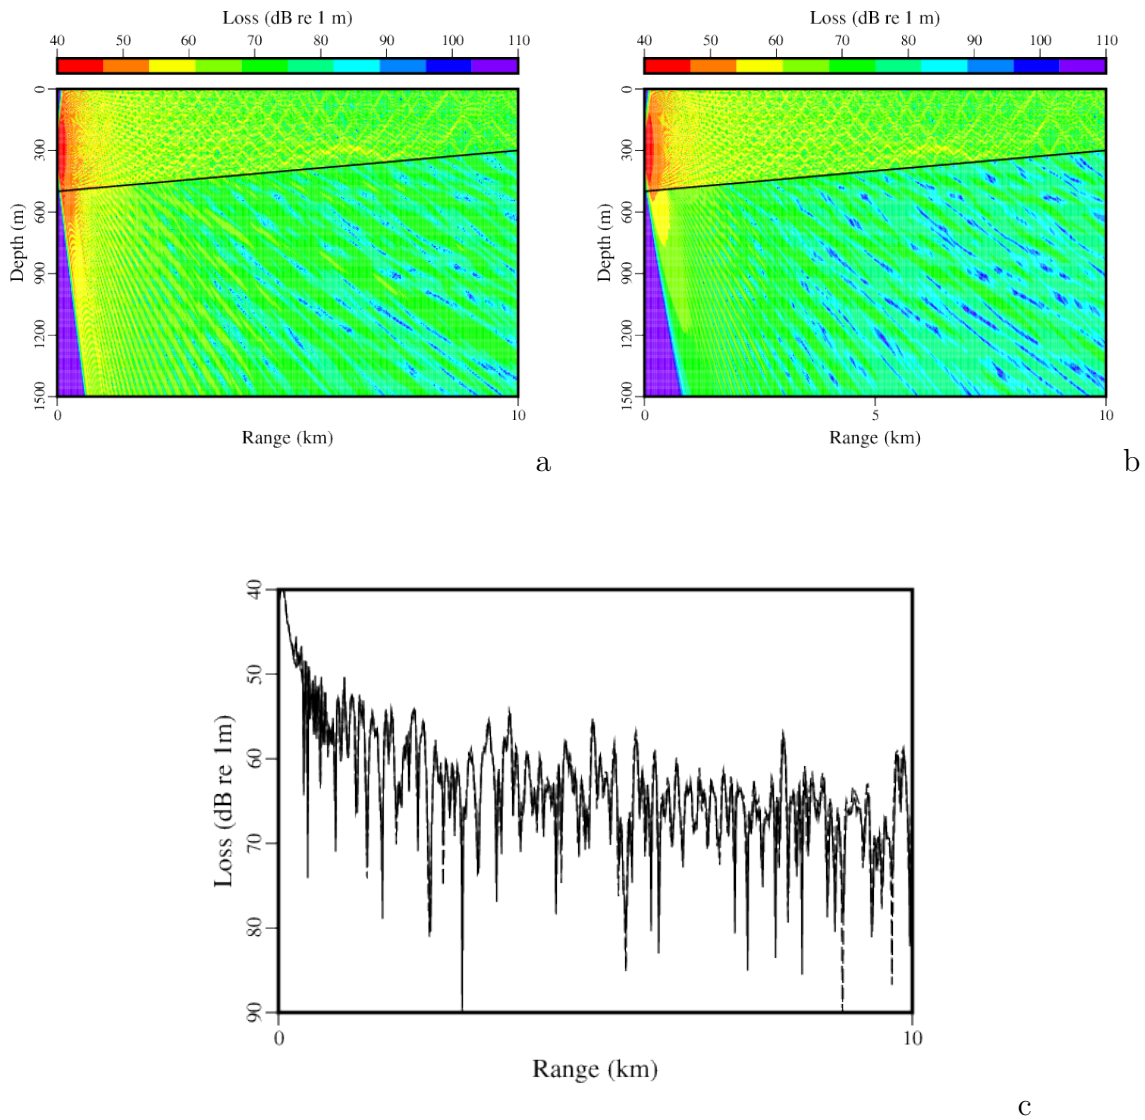 Loss (dB re 1 m)
40 50 60 70 80 90 100 110
0
300
600
900
1200
1500
Depth (m)
0 10
Range (km)
a
Loss (dB re 1 m)
40 50 60 70 80 90 100 110
0
300
600
900
1200
1500
Depth (m)
0 5 10
Range (km)
b
40
50
60
70
80
90
Loss (dB re 1m)
0 10
Range (km)
c